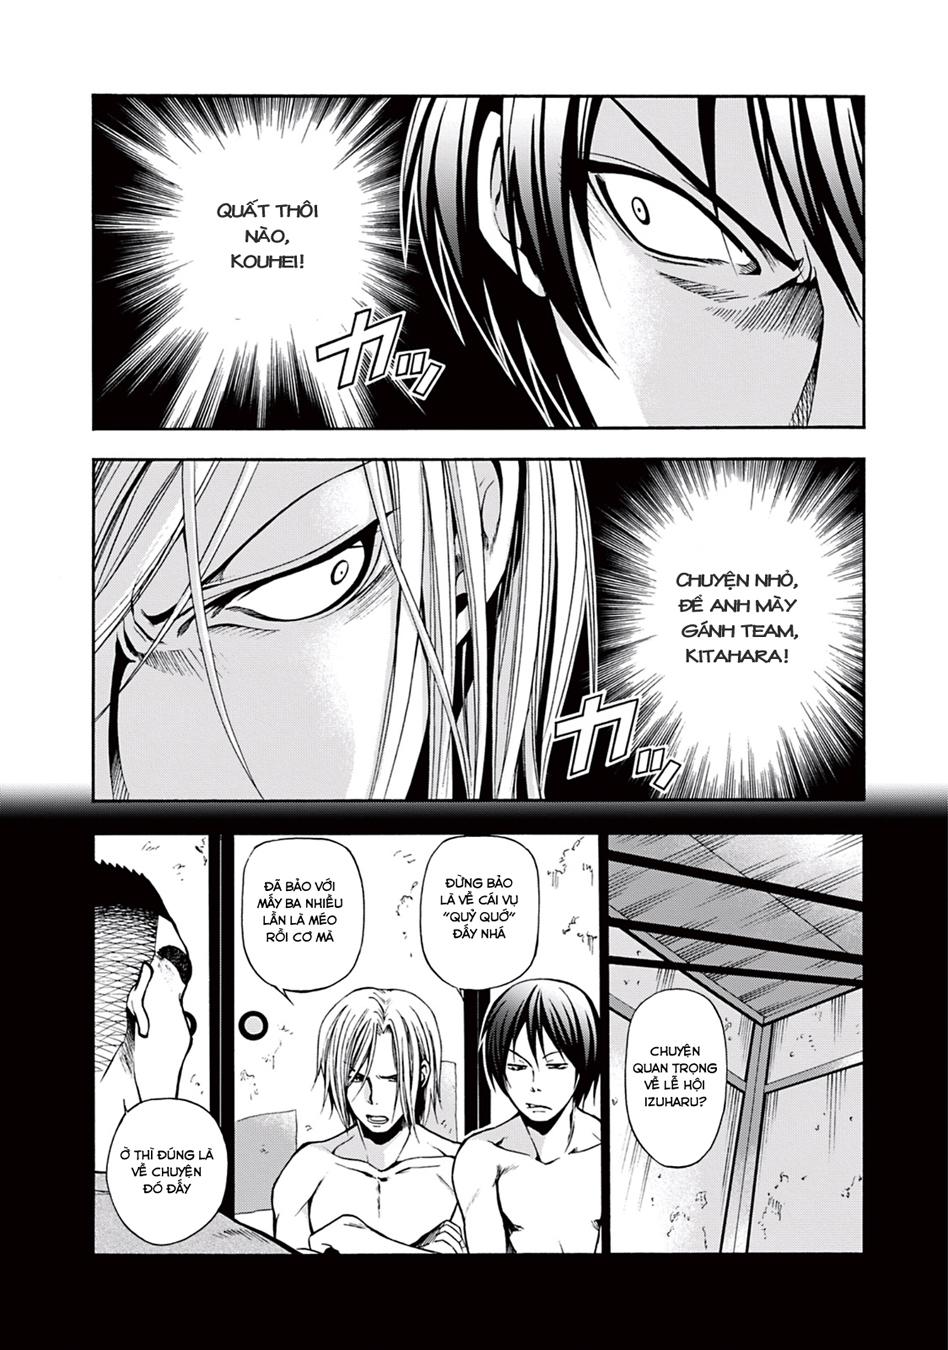 QUẤT THÔI
NÀO,
KOUHEI!
カッ
CHUYỆN NHỎ,
ĐỂ ANH MÀY
GÁNH TEAM,
KITAHARA!
カッ
CHUYỆN
QUAN TRỌNG
VỀ LỄ HỘI
IZUHARU?
ĐỪNG BẢO
LÀ VỀ CÁI VỤ
“QUỶ QUỚ”
ĐẤY NHÁ
ĐÃ BẢO VỚI
MẤY BA NHIỀU
LẦN LÀ MÉO
RỒI CƠ MÀ
Ờ THÌ ĐÚNG LÀ
VỀ CHUYỆN
ĐÓ ĐẤY